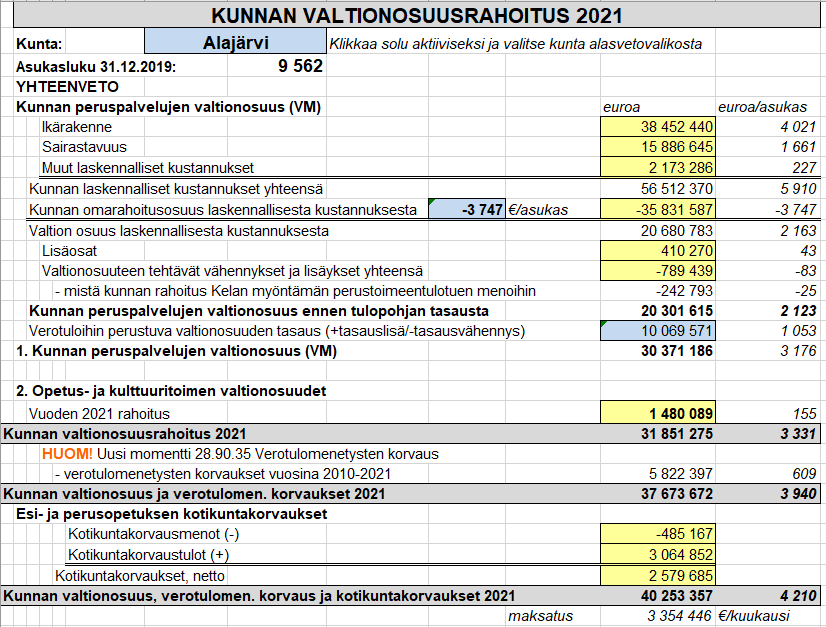 KUNNAN VALTIONOSUUSRAHOITUS 2021
Kunta: Alajärvi Klikkaa solu aktiiviseksi ja valitse kunta alasvetovalikosta
Asukasluku 31.12.2019: 9 562
YHTEENVETO
Kunnan peruspalvelujen valtionosuus (VM) euroa euroa/asukas
Ikärakenne 38 452 440 4 021
Sairastavuus 15 886 645 1 661
Muut laskennalliset kustannukset 2 173 286 227
Kunnan laskennalliset kustannukset yhteensä 56 512 370 5 910
Kunnan omarahoitusosuus laskennallisesta kustannuksesta -3 747 €/asukas -35 831 587 -3 747
Valtion osuus laskennallisesta kustannuksesta 20 680 783 2 163
Lisäosat 410 270 43
Valtionosuuteen tehtävät vähennykset ja lisäykset yhteensä -789 439 -83
- mistä kunnan rahoitus Kelan myöntämän perustoimeentulotuen menoihin -242 793 -25
Kunnan peruspalvelujen valtionosuus ennen tulopohjan tasausta 20 301 615 2 123
Verotuloihin perustuva valtionosuuden tasaus (+tasauslisä/-tasausvähennys) 10 069 571 1 053
1. Kunnan peruspalvelujen valtionosuus (VM) 30 371 186 3 176
2. Opetus- ja kulttuuritoimen valtionosuudet
Vuoden 2021 rahoitus 1 480 089 155
Kunnan valtionosuusrahoitus 2021 31 851 275 3 331
HUOM! Uusi momentti 28.90.35 Verotulomenetysten korvaus
- verotulomenetysten korvaukset vuosina 2010-2021 5 822 397 609
Kunnan valtionosuus ja verotulomen. korvaukset 2021 37 673 672 3 940
Esi- ja perusopetuksen kotikuntakorvaukset
Kotikuntakorvausmenot (-) -485 167
Kotikuntakorvaustulot (+) 3 064 852
Kotikuntakorvaukset, netto 2 579 685
Kunnan valtionosuus, verotulomen. korvaus ja kotikuntakorvaukset 2021 40 253 357 4 210
maksatus 3 354 446 €/kuukausi